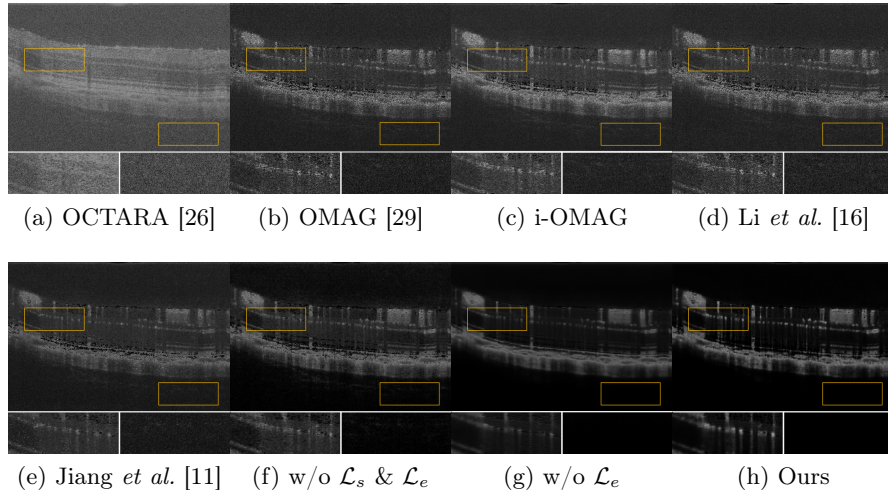 (a) OCTARA [26] (b) OMAG [29] (c) i-OMAG (d) Li et al. [16]
(e) Jiang et al. [11] (f) w/o ℒₛ & ℒₑ (g) w/o ℒₑ (h) Ours